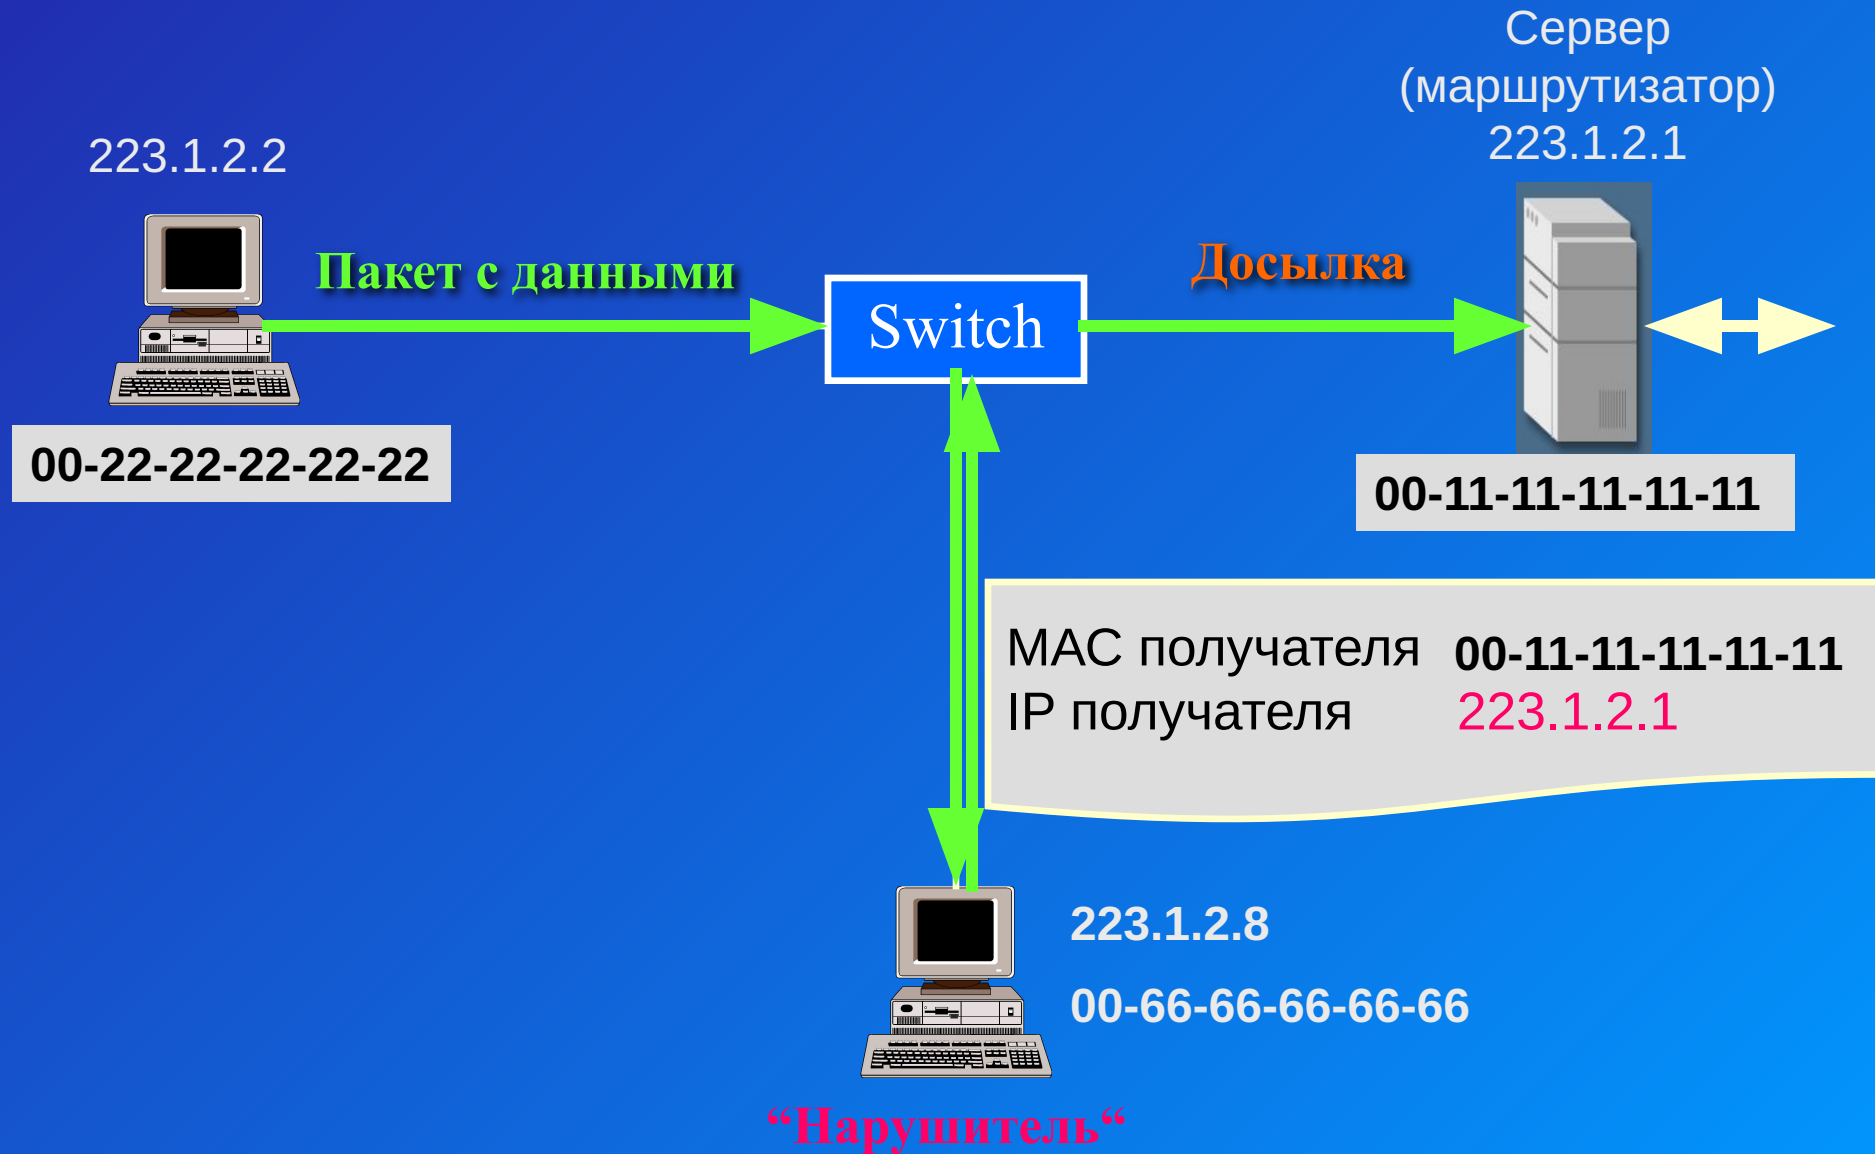 Сервер
(маршрутизатор)
223.1.2.1
223.1.2.2
Пакет с данными
Досылка
Switch
00-22-22-22-22-22
00-11-11-11-11-11
MAC получателя 00-11-11-11-11-11
IP получателя 223.1.2.1
223.1.2.8
00-66-66-66-66-66
“Нарушитель“